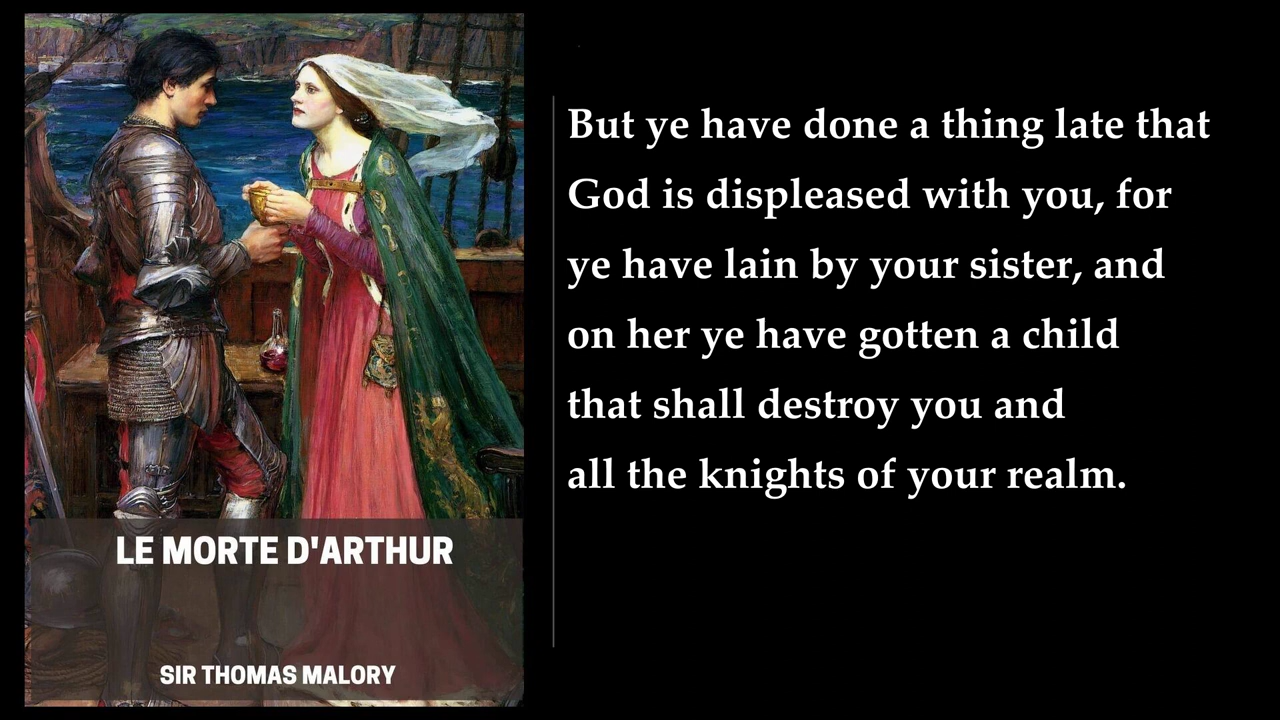 LE MORTE D'ARTHUR
SIR THOMAS MALORY
But ye have done a thing late that
God is displeased with you, for
ye have lain by your sister, and
on her ye have gotten a child
that shall destroy you and
all the knights of your realm.